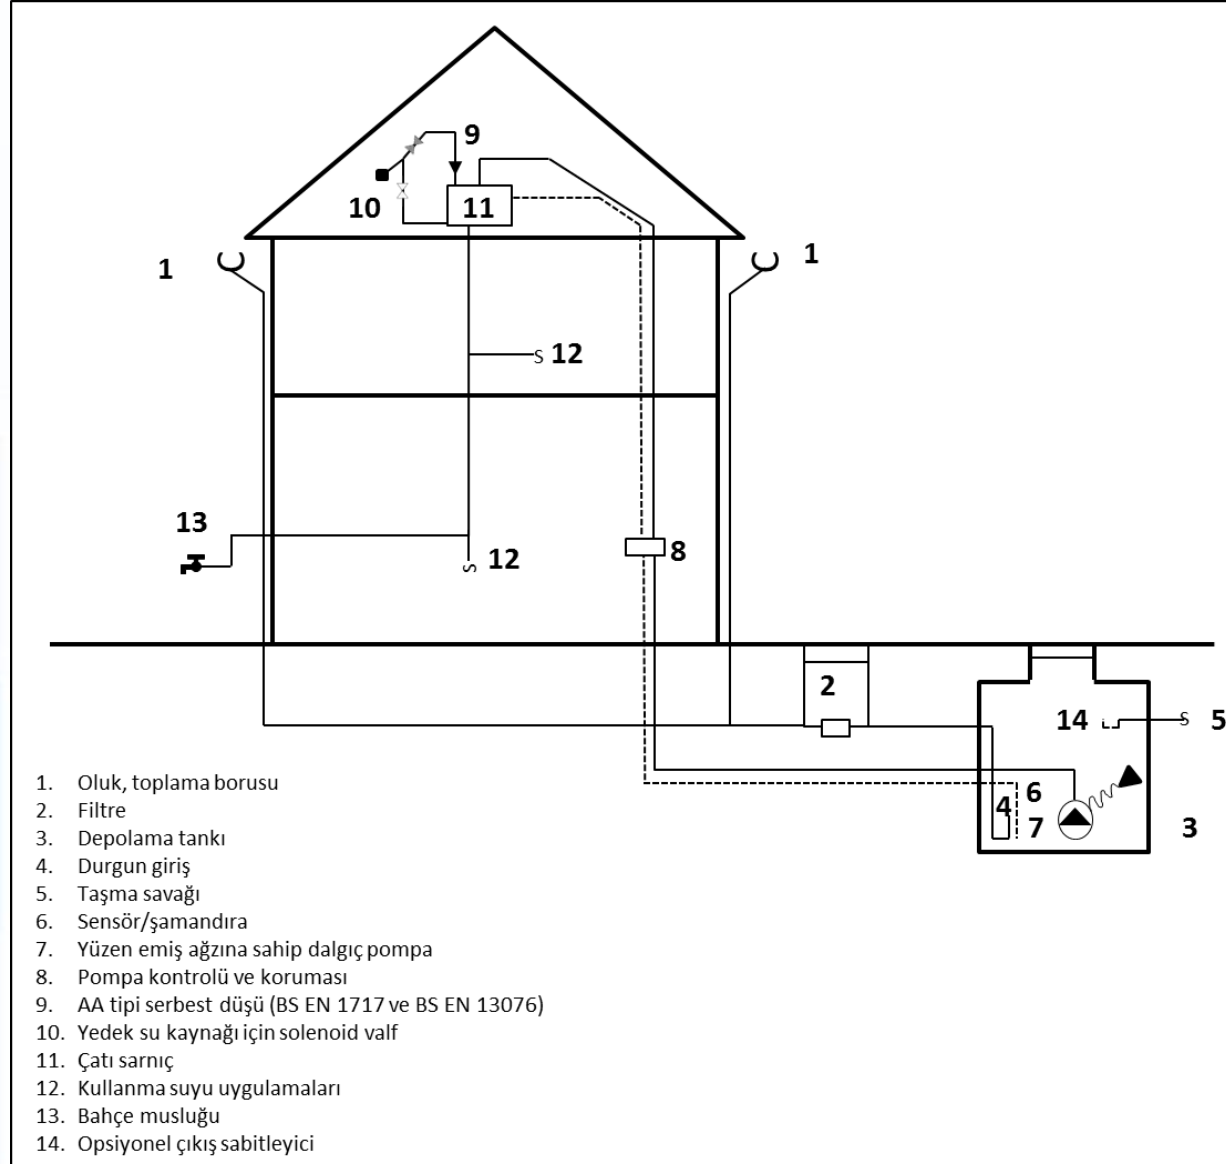 9
10
11
1
1
S 12
13
S 12
8
2
14
S 5
6
4
7
3
1. Oluk, toplama borusu
2. Filtre
3. Depolama tankı
4. Durgun giriş
5. Taşma savağı
6. Sensör/şamandıra
7. Yüzen emiş ağzına sahip dalgıç pompa
8. Pompa kontrolü ve koruması
9. AA tipi serbest düşü (BS EN 1717 ve BS EN 13076)
10. Yedek su kaynağı için solenoid valf
11. Çatı sarnıç
12. Kullanma suyu uygulamaları
13. Bahçe musluğu
14. Opsiyonel çıkış sabitleyici